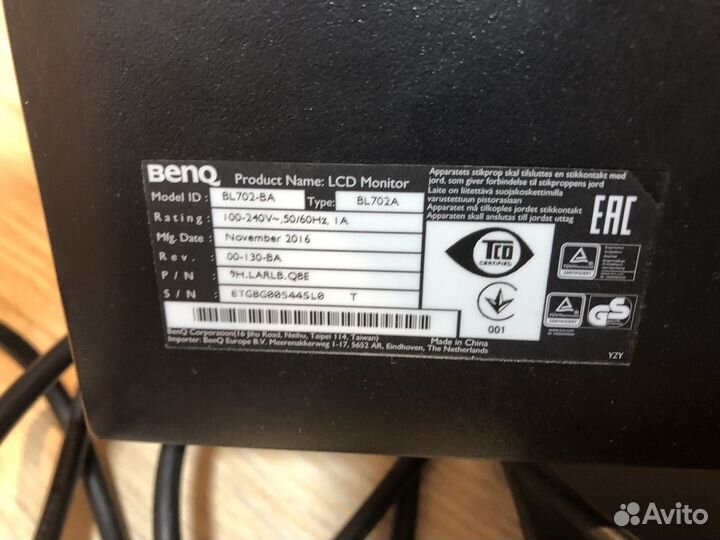 BenQ Product Name: LCD Monitor
Model ID : BL702-BA Type: BL702A
Rating : 100-240V~,50/60Hz, 1A
Mfg. Date : November 2016
Rev. 00-130-BA
P / N 9H.LARLB.Q8E
S / N ETGBG00544SL0 T
BenQ Corporation(16 Jihu Road, Neihu, Taipei 114, Taiwan)
Importer: BenQ Europe B.V. Meerenakkerweg 1-17, 5652 AR, Eindhoven, The Netherlands
Made in China
Apparatets stikprop skal tilsluttes en stikkontakt med
jord, som giver forbindelse til stikproppens jord
Laite on liitettävä suojakoskettimilla
varustettuun pistorasiaan
Apparatet må tilkoples jordet stikkontakt
Apparaten skall anslutas till jordat uttag
EAC
TCO
CERTIFIED
001
GS
YZY
Avito